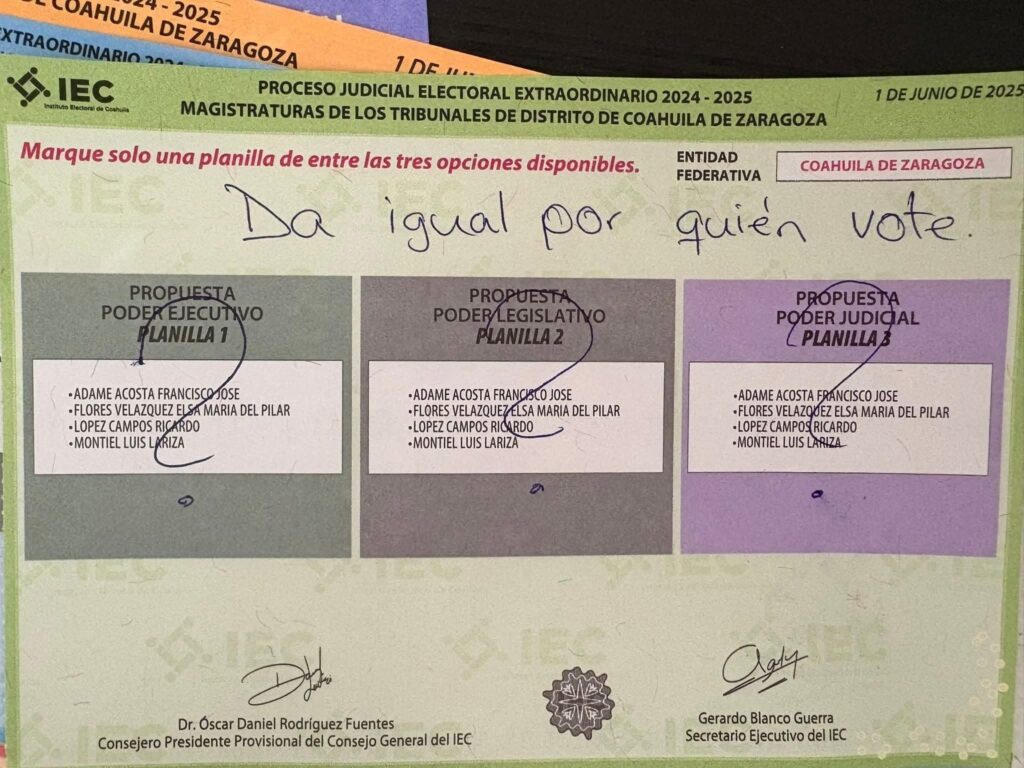 2024 - 2025
DE COAHUILA DE ZARAGOZA
EXTRAORDINARIO 2024
1 DE
IEC
Instituto Electoral de Coahuila
PROCESO JUDICIAL ELECTORAL EXTRAORDINARIO 2024 - 2025
MAGISTRATURAS DE LOS TRIBUNALES DE DISTRITO DE COAHUILA DE ZARAGOZA
1 DE JUNIO DE 2025
Marque solo una planilla de entre las tres opciones disponibles.
ENTIDAD
FEDERATIVA
COAHUILA DE ZARAGOZA
Da igual por quién vote.
PROPUESTA
PODER EJECUTIVO
PLANILLA 1
•ADAME ACOSTA FRANCISCO JOSE
•FLORES VELAZQUEZ ELSA MARIA DEL PILAR
•LOPEZ CAMPOS RICARDO
•MONTIEL LUIS LARIZA
?
PROPUESTA
PODER LEGISLATIVO
PLANILLA 2
•ADAME ACOSTA FRANCISCO JOSE
•FLORES VELAZQUEZ ELSA MARIA DEL PILAR
•LOPEZ CAMPOS RICARDO
•MONTIEL LUIS LARIZA
?
PROPUESTA
PODER JUDICIAL
PLANILLA 3
•ADAME ACOSTA FRANCISCO JOSE
•FLORES VELAZQUEZ ELSA MARIA DEL PILAR
•LOPEZ CAMPOS RICARDO
•MONTIEL LUIS LARIZA
?
Dr. Óscar Daniel Rodríguez Fuentes
Consejero Presidente Provisional del Consejo General del IEC
Gerardo Blanco Guerra
Secretario Ejecutivo del IEC